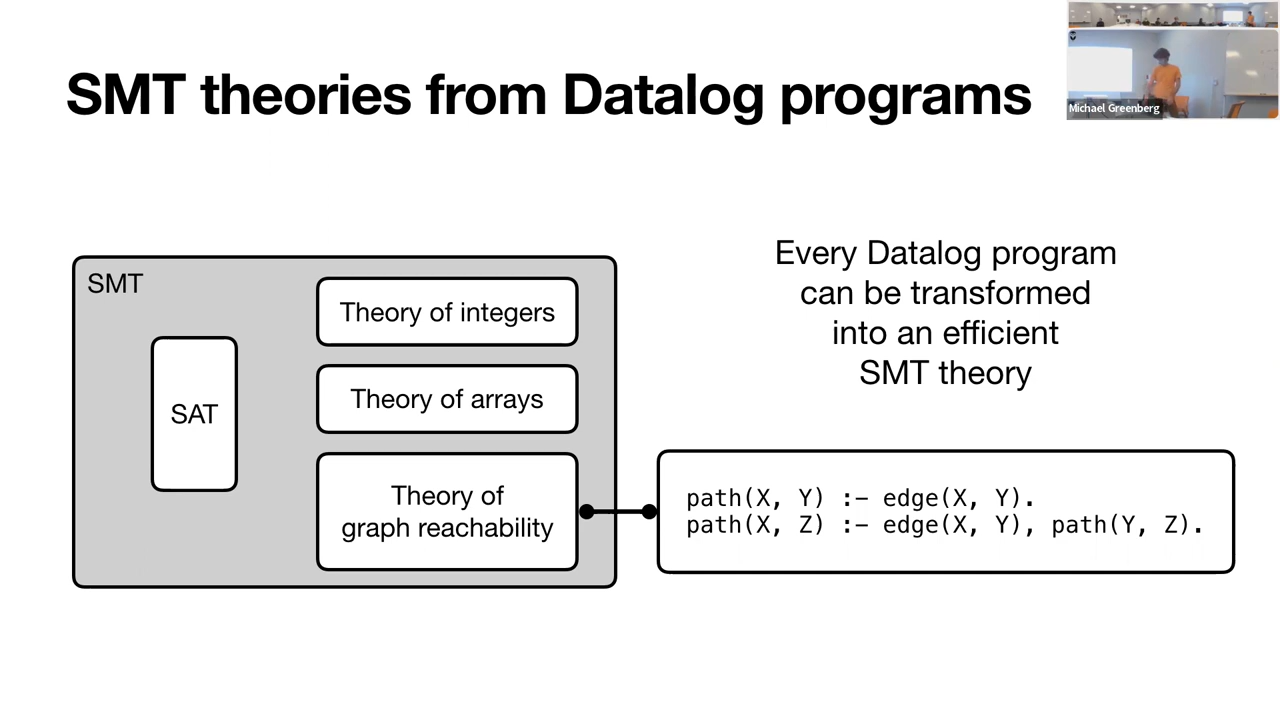 SMT theories from Datalog programs
Michael Greenberg
SMT
SAT
Theory of integers
Theory of arrays
Theory of
graph reachability
Every Datalog program
can be transformed
into an efficient
SMT theory
path(X, Y) :- edge(X, Y).
path(X, Z) :- edge(X, Y), path(Y, Z).